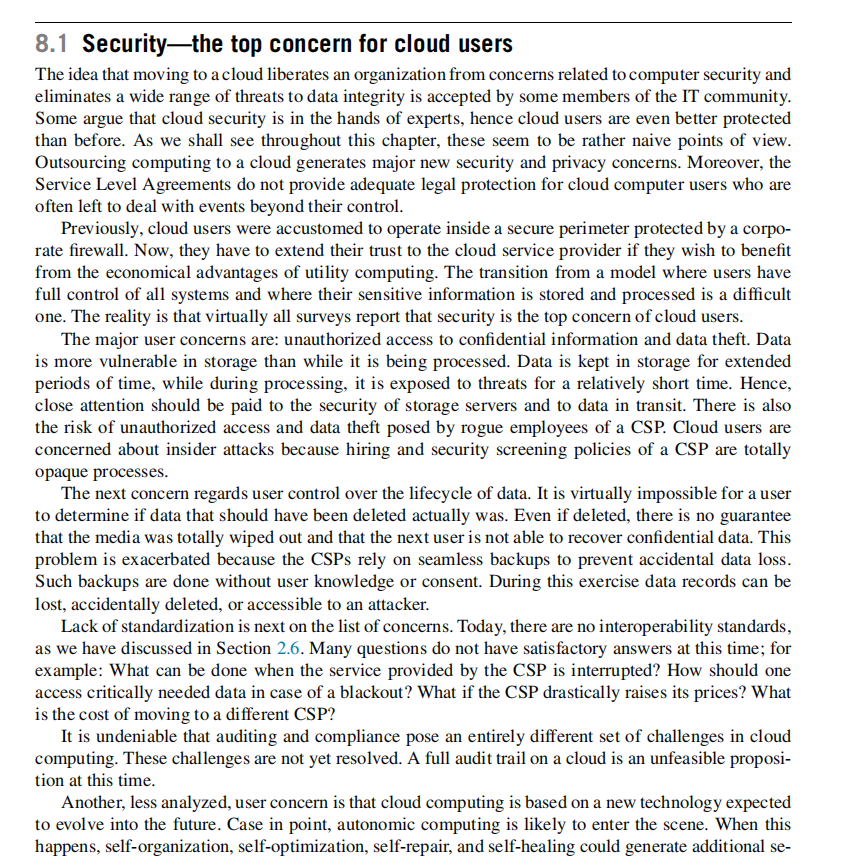 8.1 Security—the top concern for cloud users
The idea that moving to a cloud liberates an organization from concerns related to computer security and
eliminates a wide range of threats to data integrity is accepted by some members of the IT community.
Some argue that cloud security is in the hands of experts, hence cloud users are even better protected
than before. As we shall see throughout this chapter, these seem to be rather naive points of view.
Outsourcing computing to a cloud generates major new security and privacy concerns. Moreover, the
Service Level Agreements do not provide adequate legal protection for cloud computer users who are
often left to deal with events beyond their control.
Previously, cloud users were accustomed to operate inside a secure perimeter protected by a corpo-
rate firewall. Now, they have to extend their trust to the cloud service provider if they wish to benefit
from the economical advantages of utility computing. The transition from a model where users have
full control of all systems and where their sensitive information is stored and processed is a difficult
one. The reality is that virtually all surveys report that security is the top concern of cloud users.
The major user concerns are: unauthorized access to confidential information and data theft. Data
is more vulnerable in storage than while it is being processed. Data is kept in storage for extended
periods of time, while during processing, it is exposed to threats for a relatively short time. Hence,
close attention should be paid to the security of storage servers and to data in transit. There is also
the risk of unauthorized access and data theft posed by rogue employees of a CSP. Cloud users are
concerned about insider attacks because hiring and security screening policies of a CSP are totally
opaque processes.
The next concern regards user control over the lifecycle of data. It is virtually impossible for a user
to determine if data that should have been deleted actually was. Even if deleted, there is no guarantee
that the media was totally wiped out and that the next user is not able to recover confidential data. This
problem is exacerbated because the CSPs rely on seamless backups to prevent accidental data loss.
Such backups are done without user knowledge or consent. During this exercise data records can be
lost, accidentally deleted, or accessible to an attacker.
Lack of standardization is next on the list of concerns. Today, there are no interoperability standards,
as we have discussed in Section 2.6. Many questions do not have satisfactory answers at this time; for
example: What can be done when the service provided by the CSP is interrupted? How should one
access critically needed data in case of a blackout? What if the CSP drastically raises its prices? What
is the cost of moving to a different CSP?
It is undeniable that auditing and compliance pose an entirely different set of challenges in cloud
computing. These challenges are not yet resolved. A full audit trail on a cloud is an unfeasible proposi-
tion at this time.
Another, less analyzed, user concern is that cloud computing is based on a new technology expected
to evolve into the future. Case in point, autonomic computing is likely to enter the scene. When this
happens, self-organization, self-optimization, self-repair, and self-healing could generate additional se-